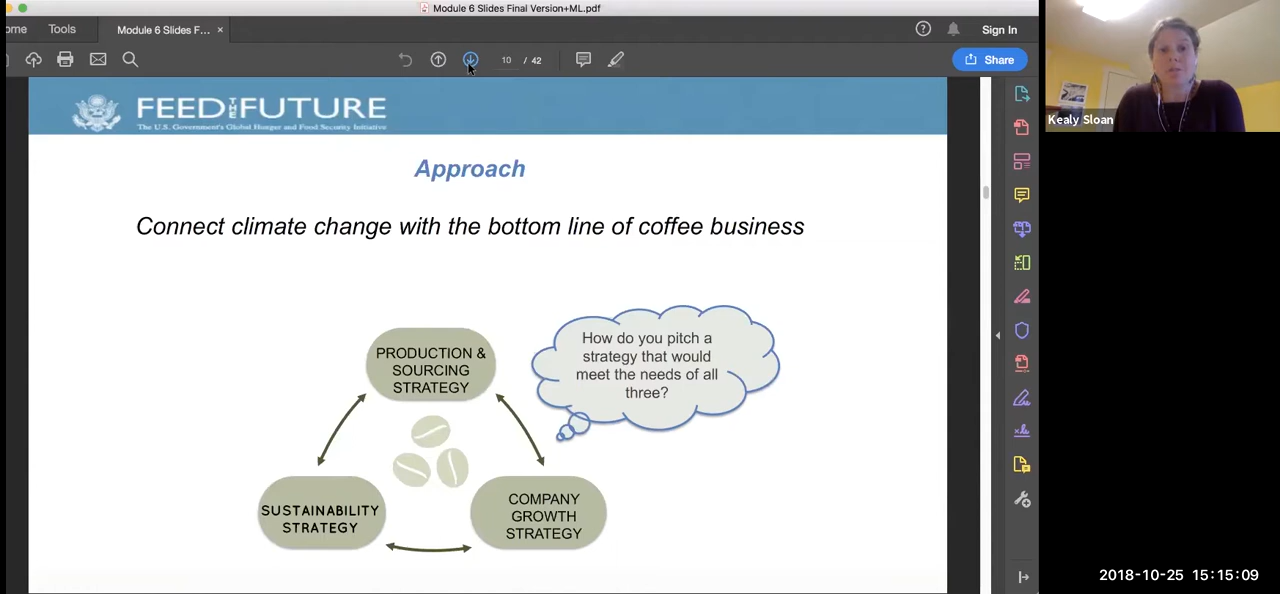 Module 6 Slides Final Version+ML.pdf
ome Tools Module 6 Slides F... × Sign In
10 / 42 Share
FEED THE FUTURE
The U.S. Government's Global Hunger and Food Security Initiative
Approach
Connect climate change with the bottom line of coffee business
How do you pitch a
strategy that would
meet the needs of all
three?
PRODUCTION &
SOURCING
STRATEGY
SUSTAINABILITY
STRATEGY
COMPANY
GROWTH
STRATEGY
Kealy Sloan
2018-10-25 15:15:09